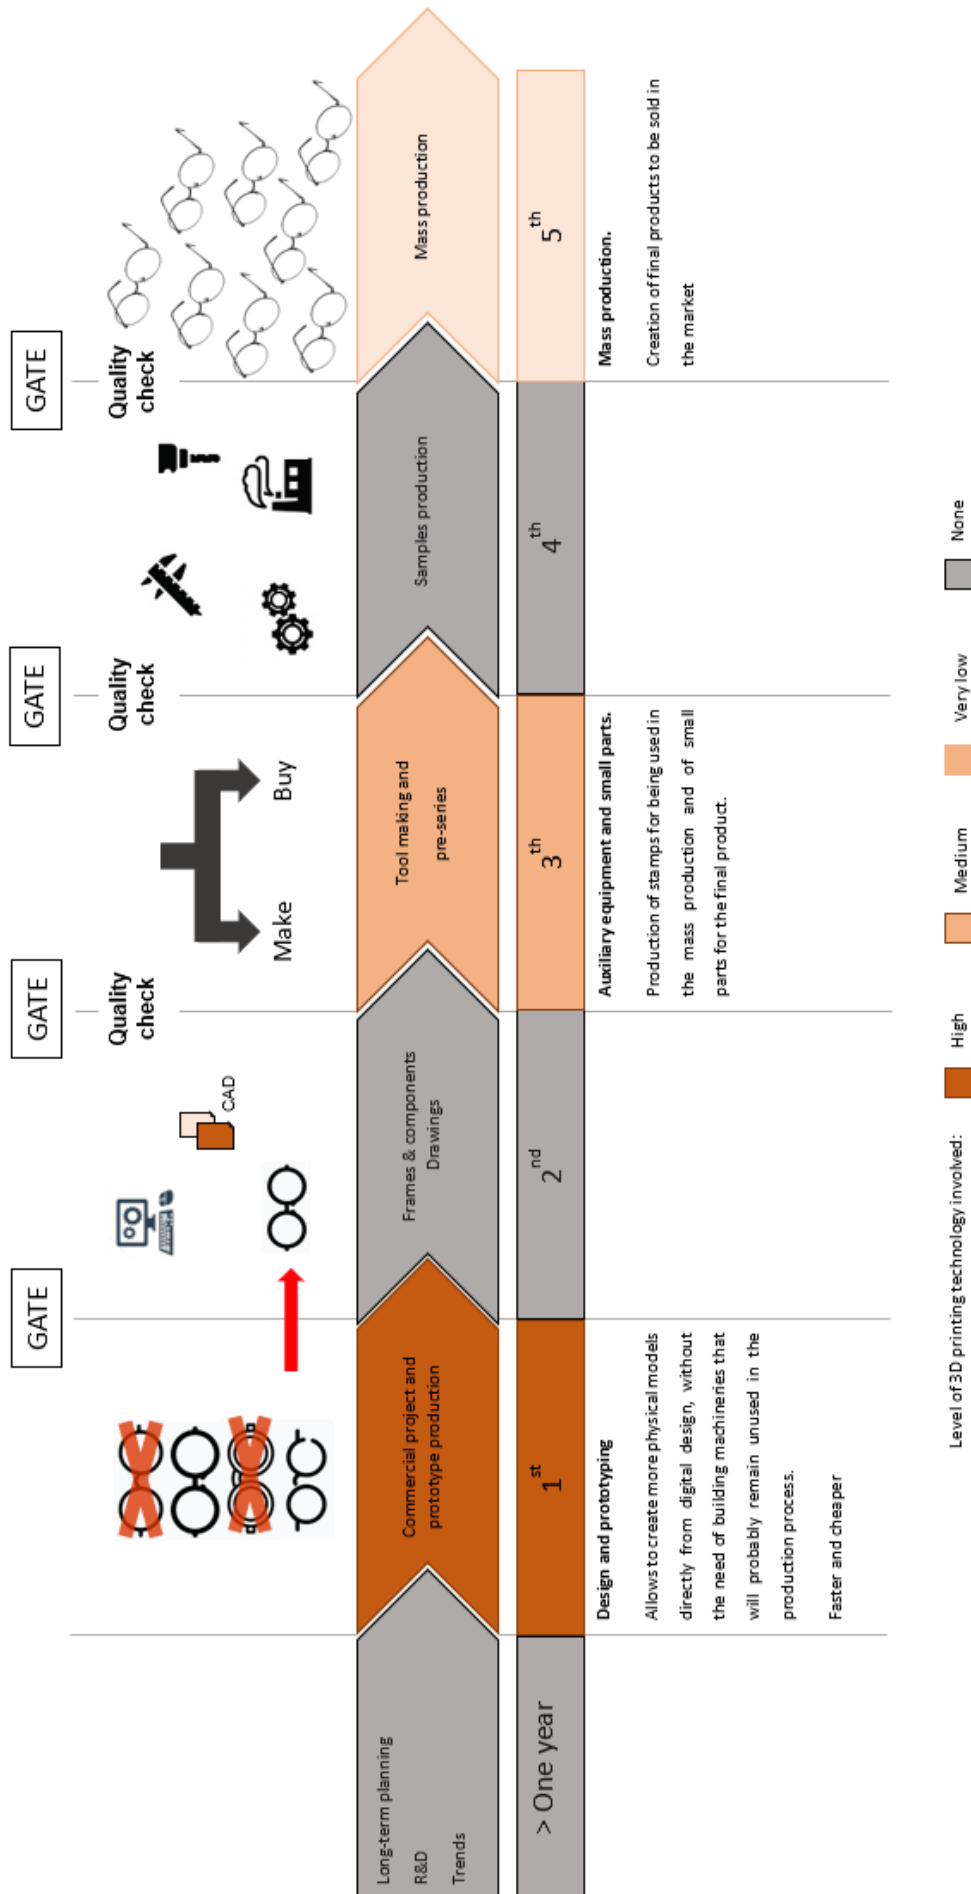 GATE
GATE
GATE
GATE
Quality
check
Quality
check
Quality
check
CAD
Make
Buy
Long-term planning
R&D
Trends
Commercial project and
prototype production
Frames & components
Drawings
Tool making and
pre-series
Samples production
Mass production
> One year
1st
2nd
3th
4th
5th
Design and prototyping
Allows to create more physical models
directly from digital design, without
the need of building machineries that
will probably remain unused in the
production process.
Faster and cheaper
Auxiliary equipment and small parts.
Production of stamps for being used in
the mass production and of small
parts for the final product.
Mass production.
Creation of final products to be sold in
the market
Level of 3D printing technology involved:
High
Medium
Very low
None